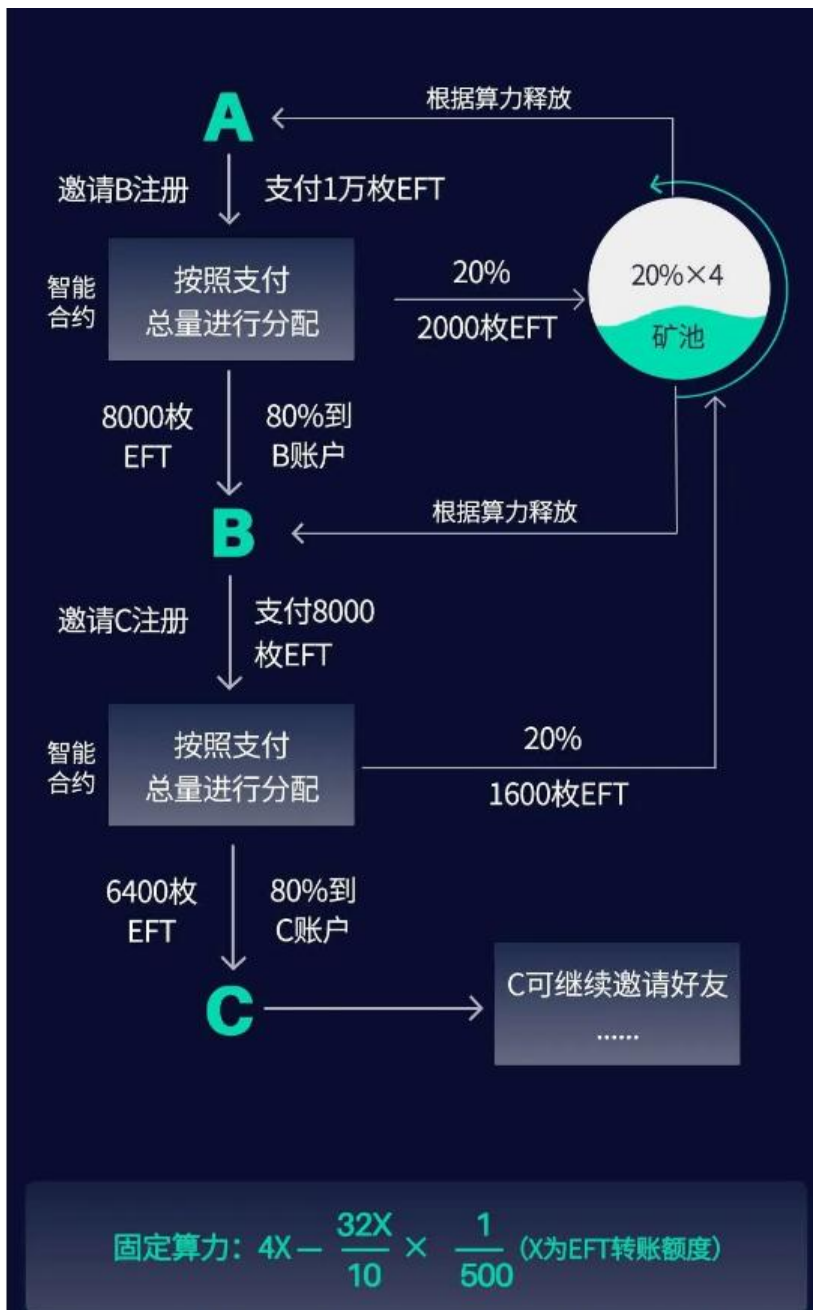 A
根据算力释放
邀请B注册
支付1万枚EFT
智能
合约
按照支付
总量进行分配
20%
2000枚EFT
20%×4
矿池
8000枚
EFT
80%到
B账户
B
根据算力释放
邀请C注册
支付8000
枚EFT
智能
合约
按照支付
总量进行分配
20%
1600枚EFT
6400枚
EFT
80%到
C账户
C
C可继续邀请好友
......
固定算力：4X — 32X/10 × 1/500 (X为EFT转账额度)